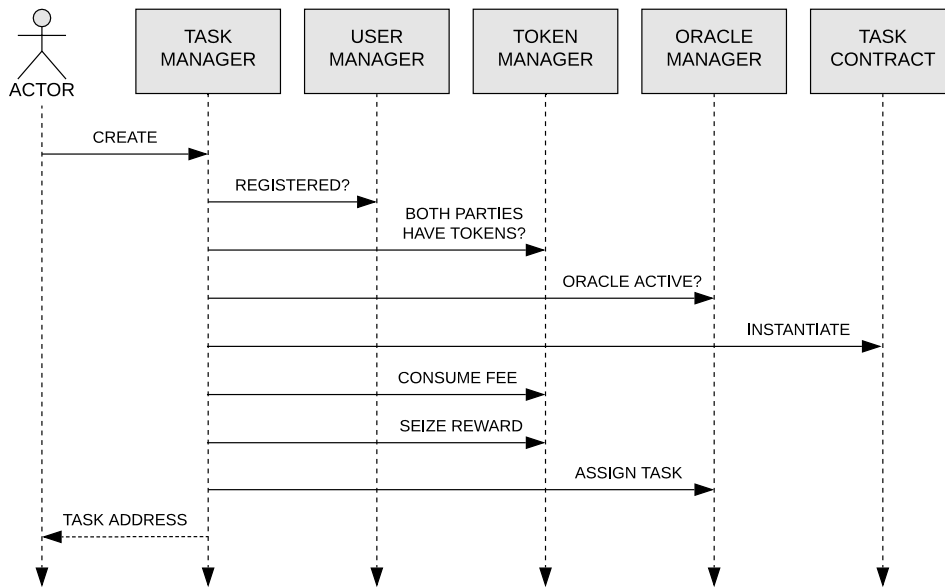 ACTOR
TASK
MANAGER
USER
MANAGER
TOKEN
MANAGER
ORACLE
MANAGER
TASK
CONTRACT
CREATE
REGISTERED?
BOTH PARTIES
HAVE TOKENS?
ORACLE ACTIVE?
INSTANTIATE
CONSUME FEE
SEIZE REWARD
ASSIGN TASK
TASK ADDRESS